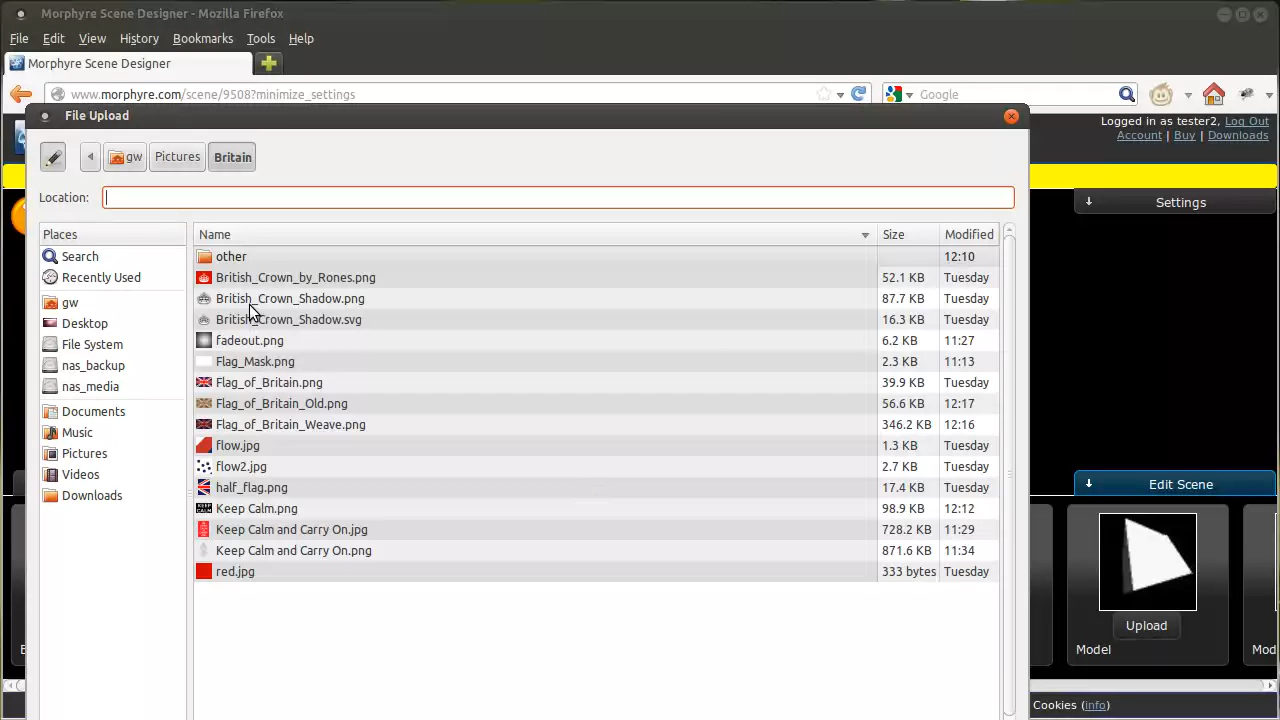 Morphyre Scene Designer - Mozilla Firefox
File Edit View History Bookmarks Tools Help
Morphyre Scene Designer
www.morphyre.com/scene/9508?minimize_settings
Google
File Upload
Logged in as tester2, Log Out
Account | Buy | Downloads
gw Pictures Britain
Location:
Settings
Places
Search
Recently Used
gw
Desktop
File System
nas_backup
nas_media
Documents
Music
Pictures
Videos
Downloads
Name Size Modified
other 12:10
British_Crown_by_Rones.png 52.1 KB Tuesday
British_Crown_Shadow.png 87.7 KB Tuesday
British_Crown_Shadow.svg 16.3 KB Tuesday
fadeout.png 6.2 KB 11:27
Flag_Mask.png 2.3 KB 11:13
Flag_of_Britain.png 39.9 KB Tuesday
Flag_of_Britain_Old.png 56.6 KB 12:17
Flag_of_Britain_Weave.png 346.2 KB 12:16
flow.jpg 1.3 KB Tuesday
flow2.jpg 2.7 KB Tuesday
half_flag.png 17.4 KB Tuesday
Keep Calm.png 98.9 KB 12:12
Keep Calm and Carry On.jpg 728.2 KB 11:29
Keep Calm and Carry On.png 871.6 KB 11:34
red.jpg 333 bytes Tuesday
Edit Scene
Upload
Model
Mod
Cookies (info)